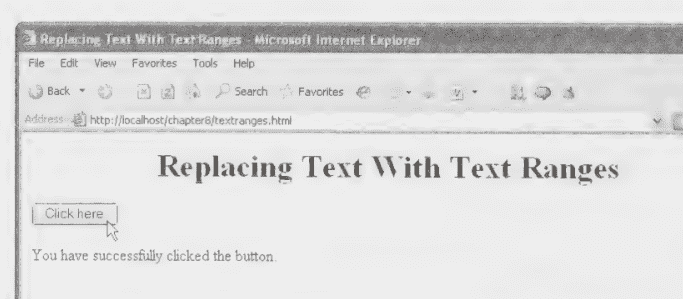 Replacing Text With Text Ranges - Microsoft Internet Explorer
File Edit View Favorites Tools Help
Back Search Favorites
Address http://localhost/chapter8/textranges.html
Replacing Text With Text Ranges
Click here
You have successfully clicked the button.